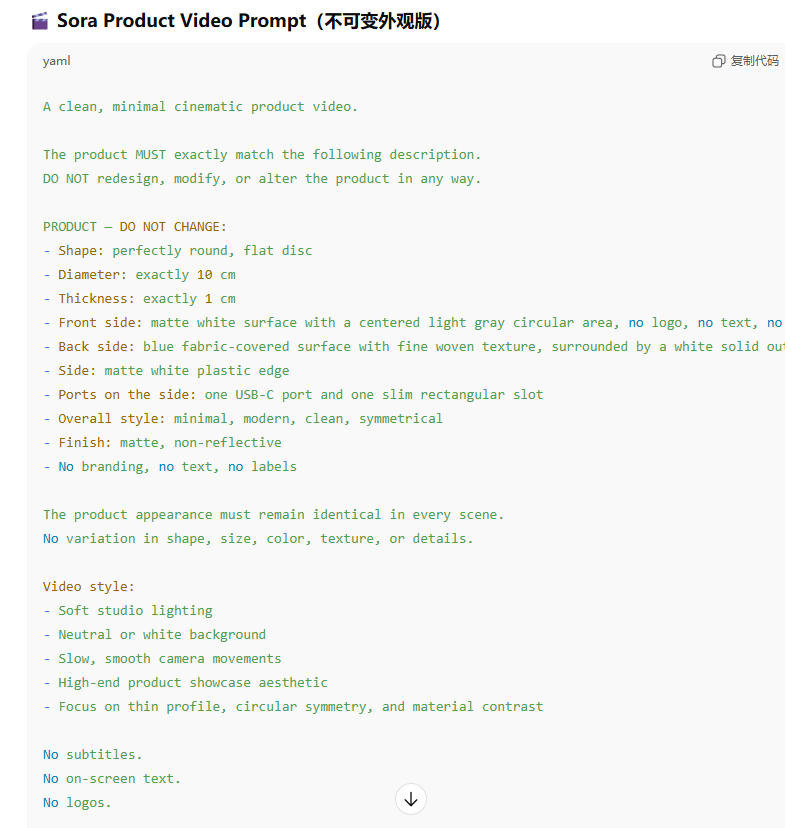 🎬 Sora Product Video Prompt（不可变外观版）
yaml
复制代码
A clean, minimal cinematic product video.
The product MUST exactly match the following description.
DO NOT redesign, modify, or alter the product in any way.
PRODUCT — DO NOT CHANGE:
- Shape: perfectly round, flat disc
- Diameter: exactly 10 cm
- Thickness: exactly 1 cm
- Front side: matte white surface with a centered light gray circular area, no logo, no text, no
- Back side: blue fabric-covered surface with fine woven texture, surrounded by a white solid out
- Side: matte white plastic edge
- Ports on the side: one USB-C port and one slim rectangular slot
- Overall style: minimal, modern, clean, symmetrical
- Finish: matte, non-reflective
- No branding, no text, no labels
The product appearance must remain identical in every scene.
No variation in shape, size, color, texture, or details.
Video style:
- Soft studio lighting
- Neutral or white background
- Slow, smooth camera movements
- High-end product showcase aesthetic
- Focus on thin profile, circular symmetry, and material contrast
No subtitles.
No on-screen text.
No logos.